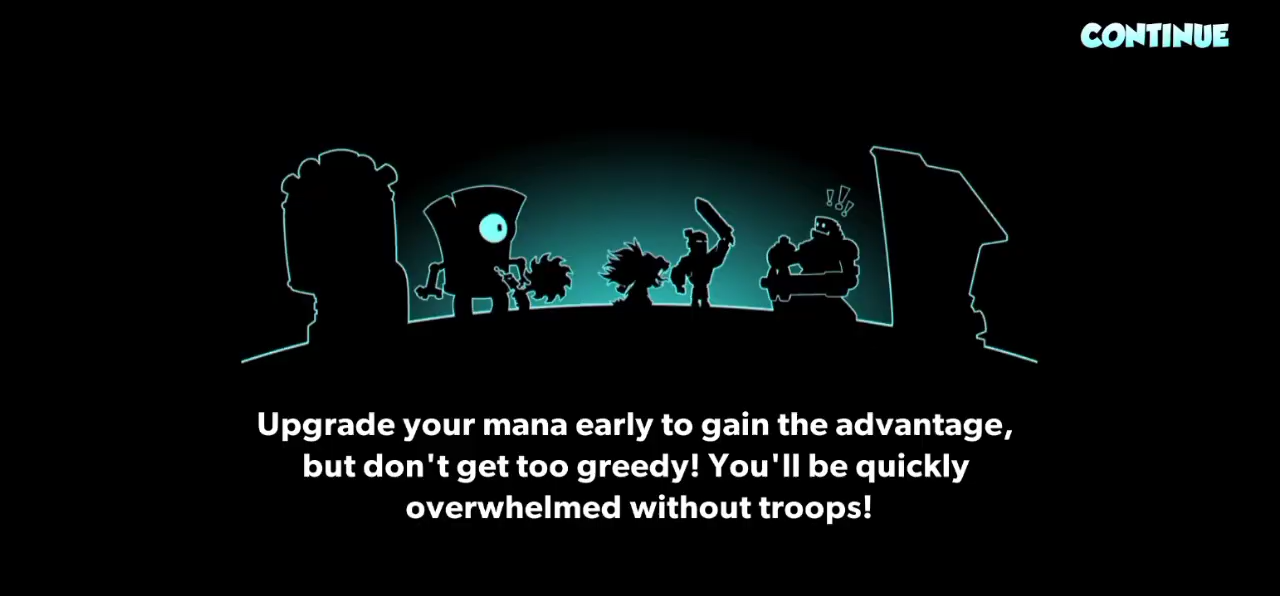 CONTINUE
Upgrade your mana early to gain the advantage,
but don't get too greedy! You'll be quickly
overwhelmed without troops!